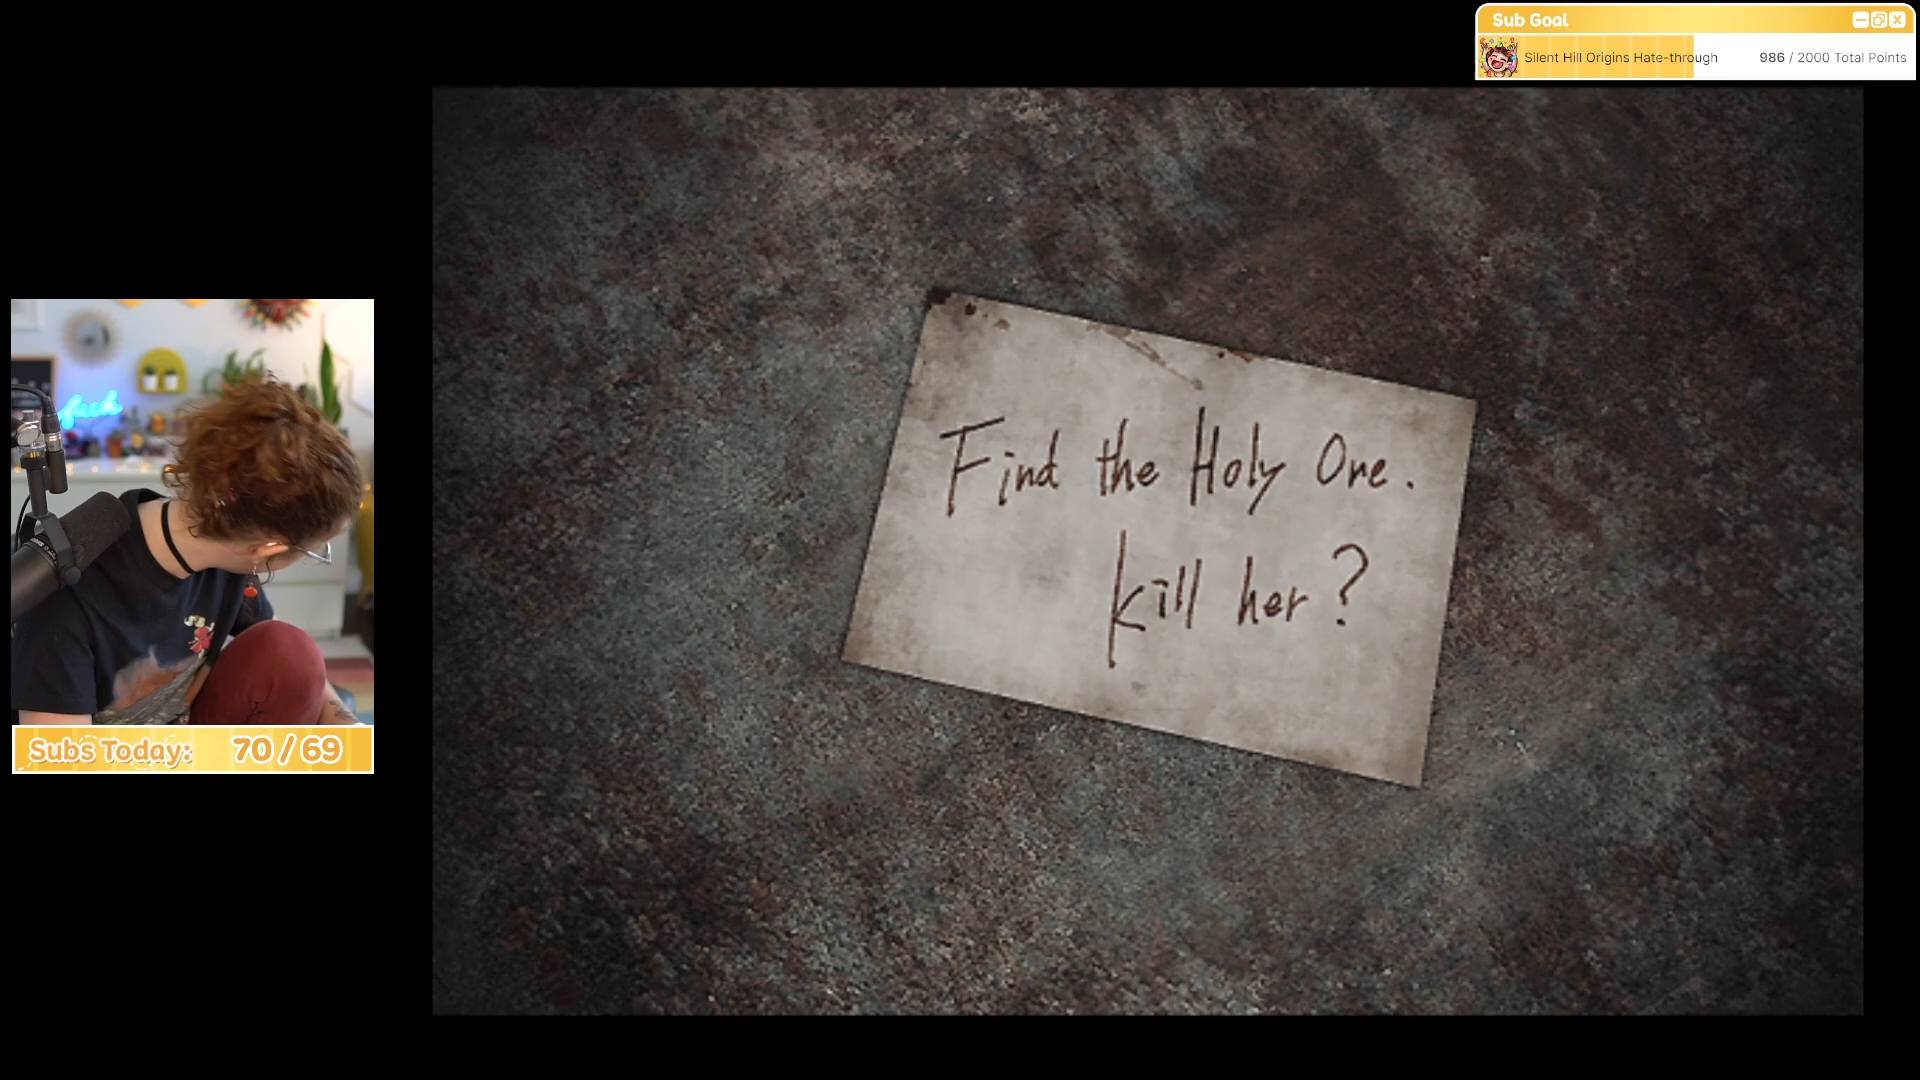 Sub Goal
Silent Hill Origins Hate-through 986 / 2000 Total Points
Find the Holy One.
kill her?
Subs Today: 70 / 69